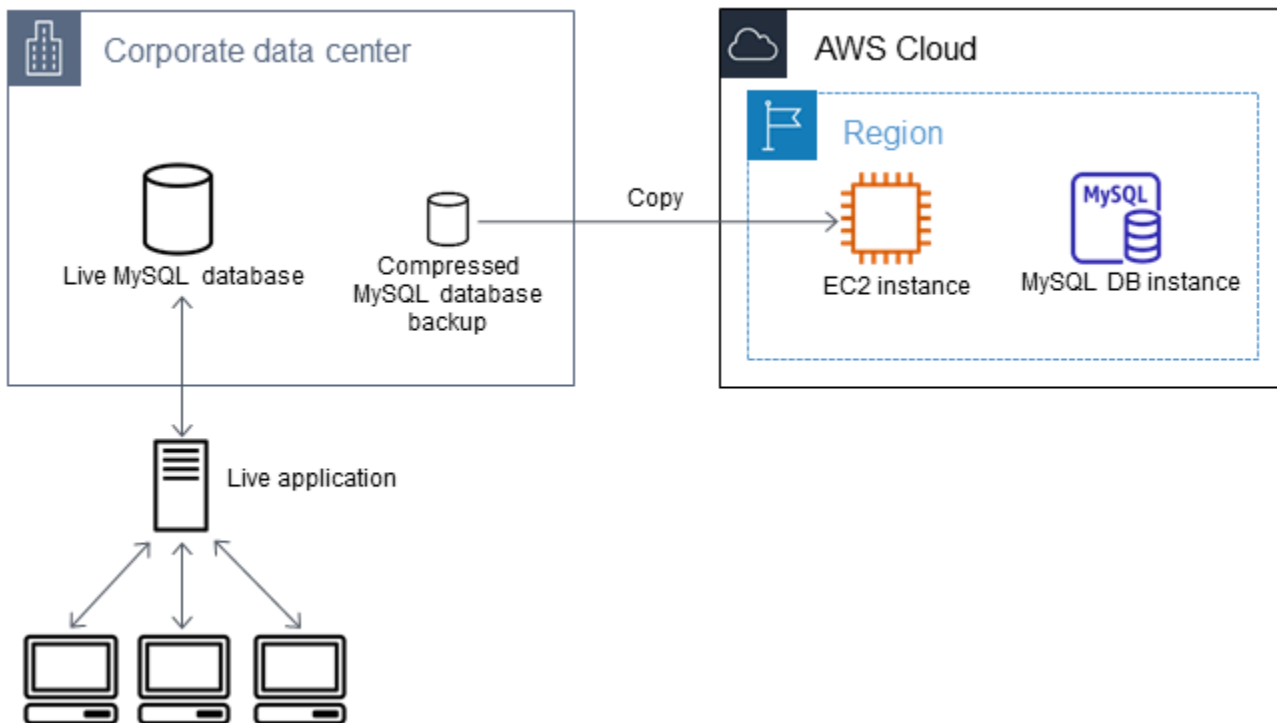 Corporate data center
AWS Cloud
Region
Copy
MySQL
Live MySQL database
Compressed
MySQL database
backup
EC2 instance
MySQL DB instance
Live application